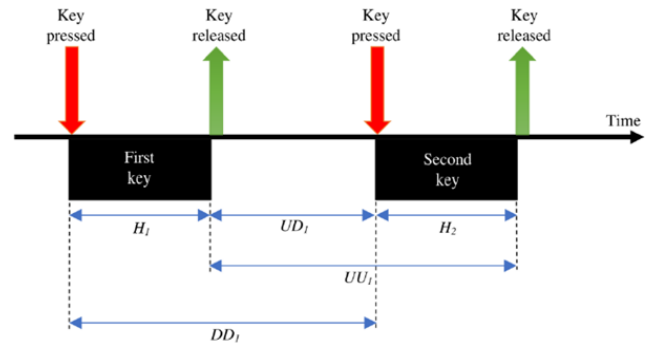 Key
pressed
Key
released
Key
pressed
Key
released
Time
First
key
Second
key
H1
UD1
H2
UU1
DD1